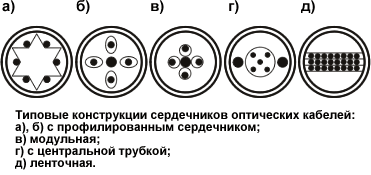 а) б) в) г) д)
Типовые конструкции сердечников оптических кабелей:
а), б) с профилированным сердечником;
в) модульная;
г) с центральной трубкой;
д) ленточная.